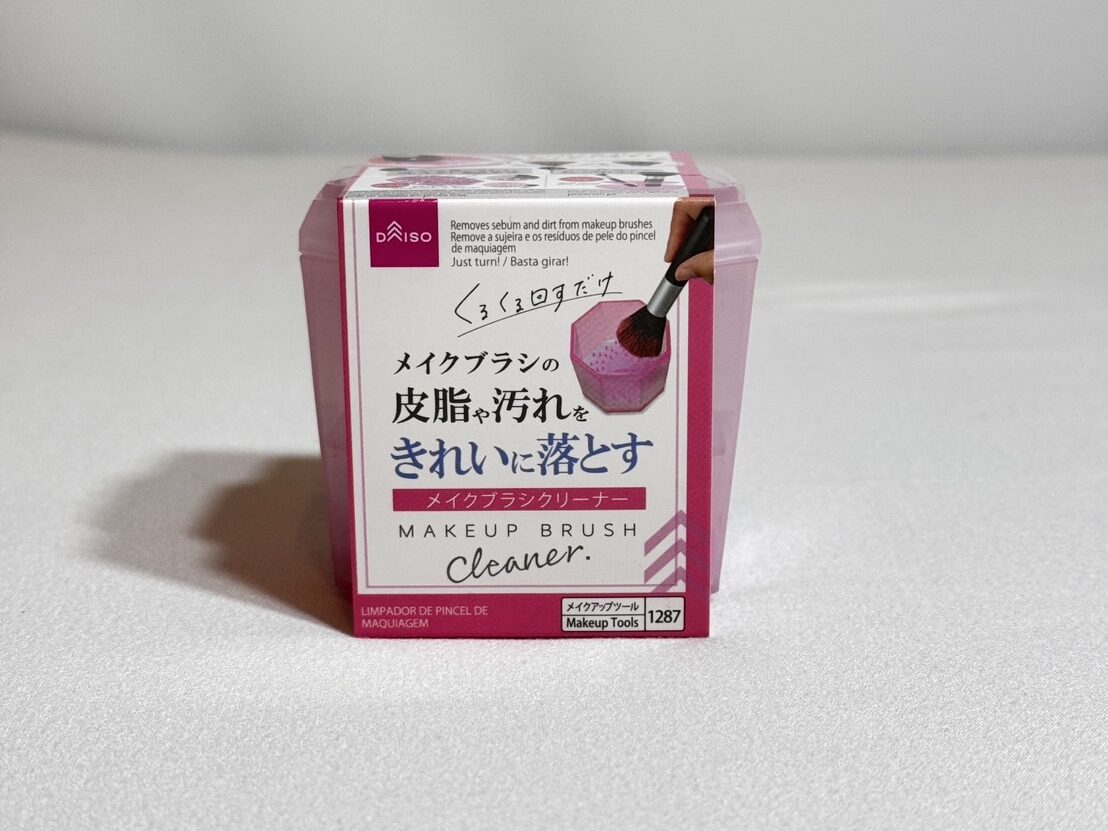 DAISO
Removes sebum and dirt from makeup brushes
Remove a sujeira e os resíduos de pele do pincel
de maquiagem
Just turn! / Basta girar!
くるくる回すだけ
メイクブラシの
皮脂や汚れを
きれいに落とす
メイクブラシクリーナー
MAKEUP BRUSH
cleaner.
LIMPADOR DE PINCEL DE
MAQUIAGEM
メイクアップツール
Makeup Tools
1287